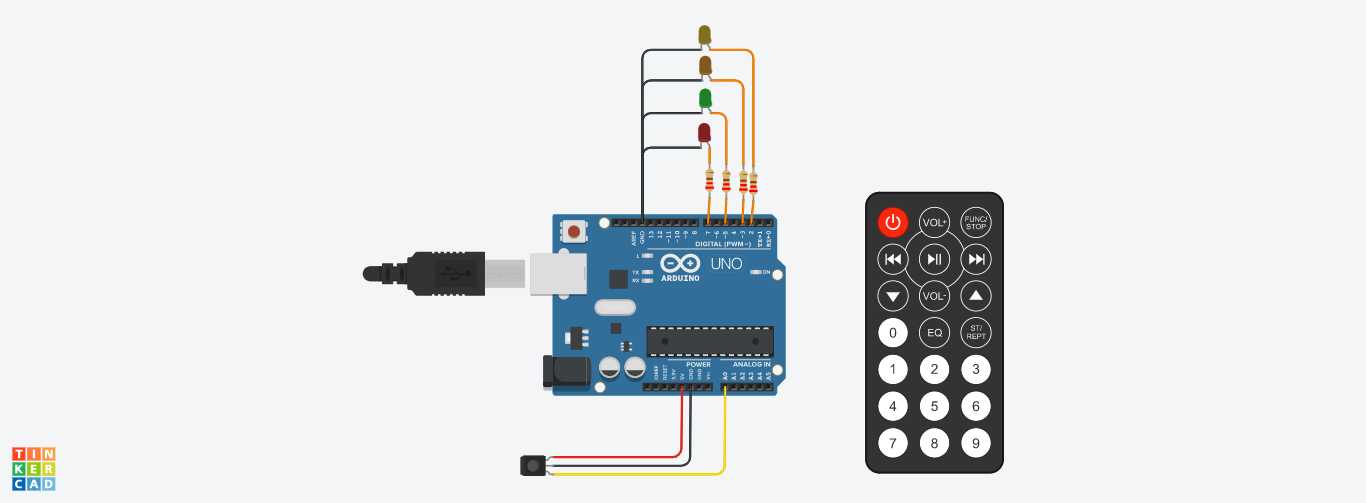 AREF
GND
13
12
~11
~10
~9
8
7
~6
~5
4
~3
2
TX→1
RX←0
DIGITAL (PWM~)
L
TX
RX
UNO
ARDUINO
ON
POWER
ANALOG IN
IOREF
RESET
3.3V
5V
GND
GND
Vin
A0
A1
A2
A3
A4
A5
VOL+
FUNC/
STOP
VOL-
0
EQ
ST/
REPT
1
2
3
4
5
6
7
8
9
TIN
KER
CAD